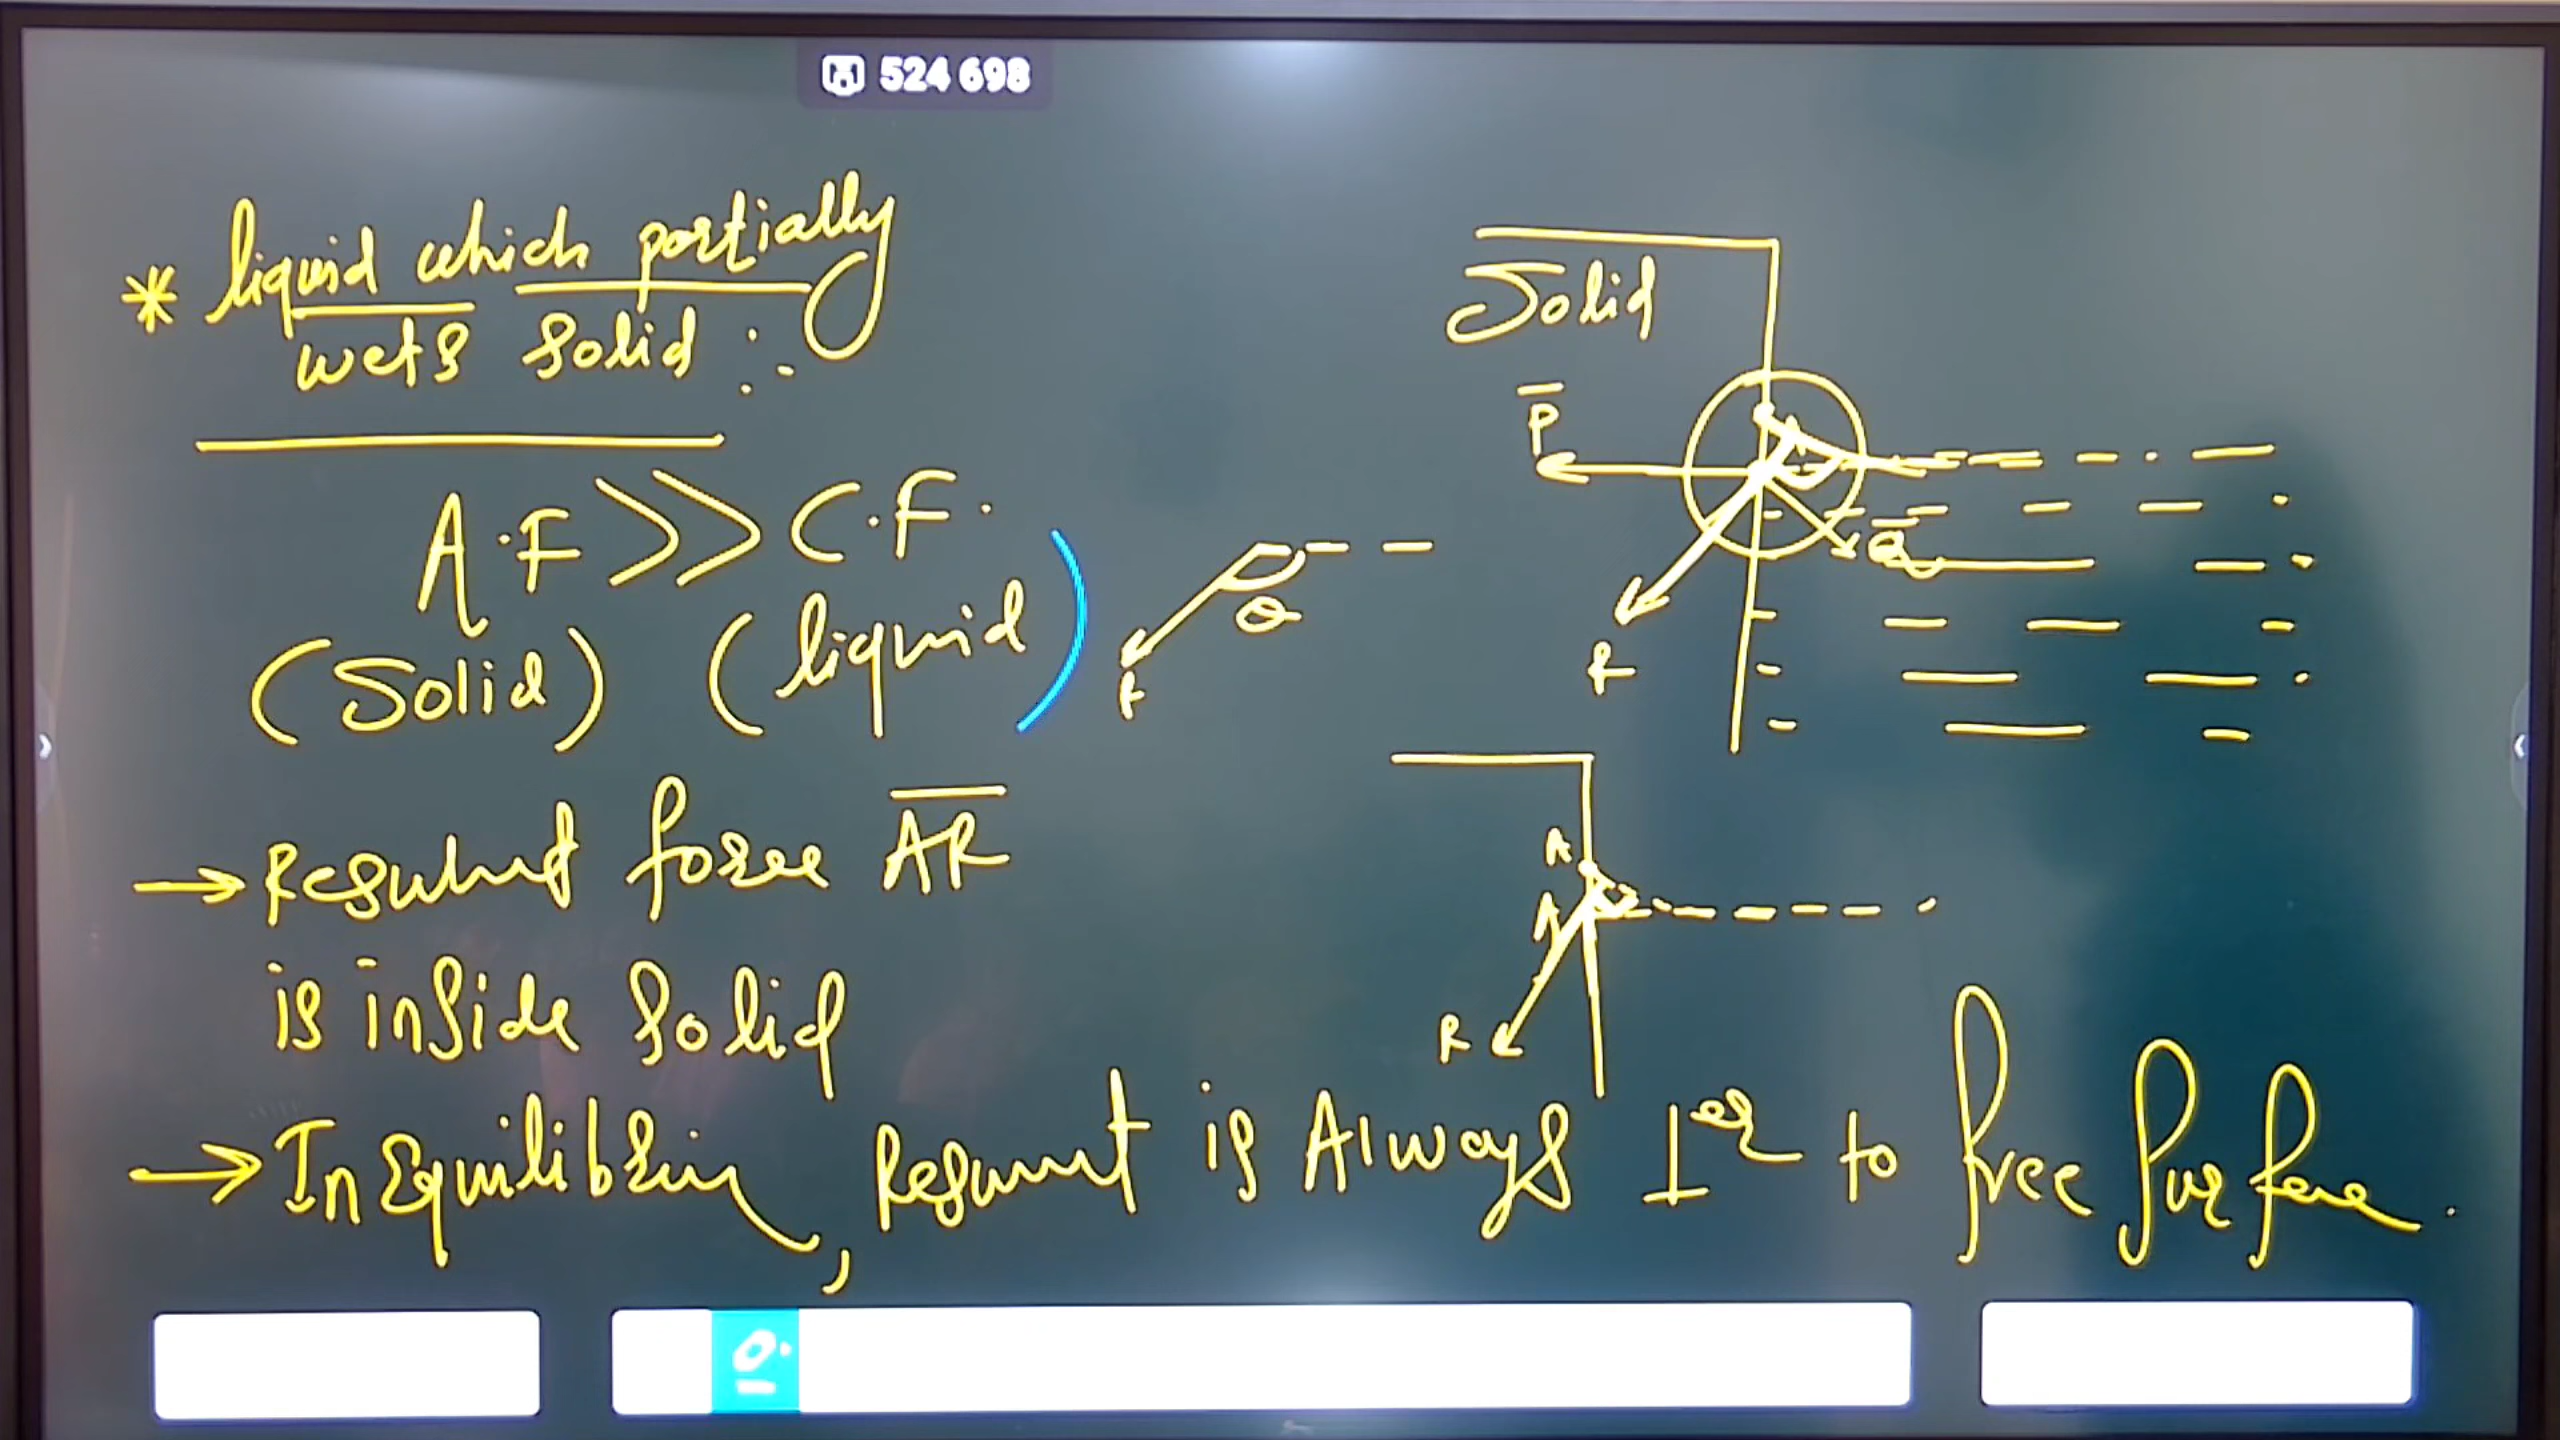 524 698
* liquid which partially
wets solid :-
Solid
P
A.F >> C.F.
(Solid) (liquid)
θ
R
Q
R
→ Resultant force AR
is inside solid
A
A
R
→ In Equilibrium, Resultant is Always ⊥er to free surface.